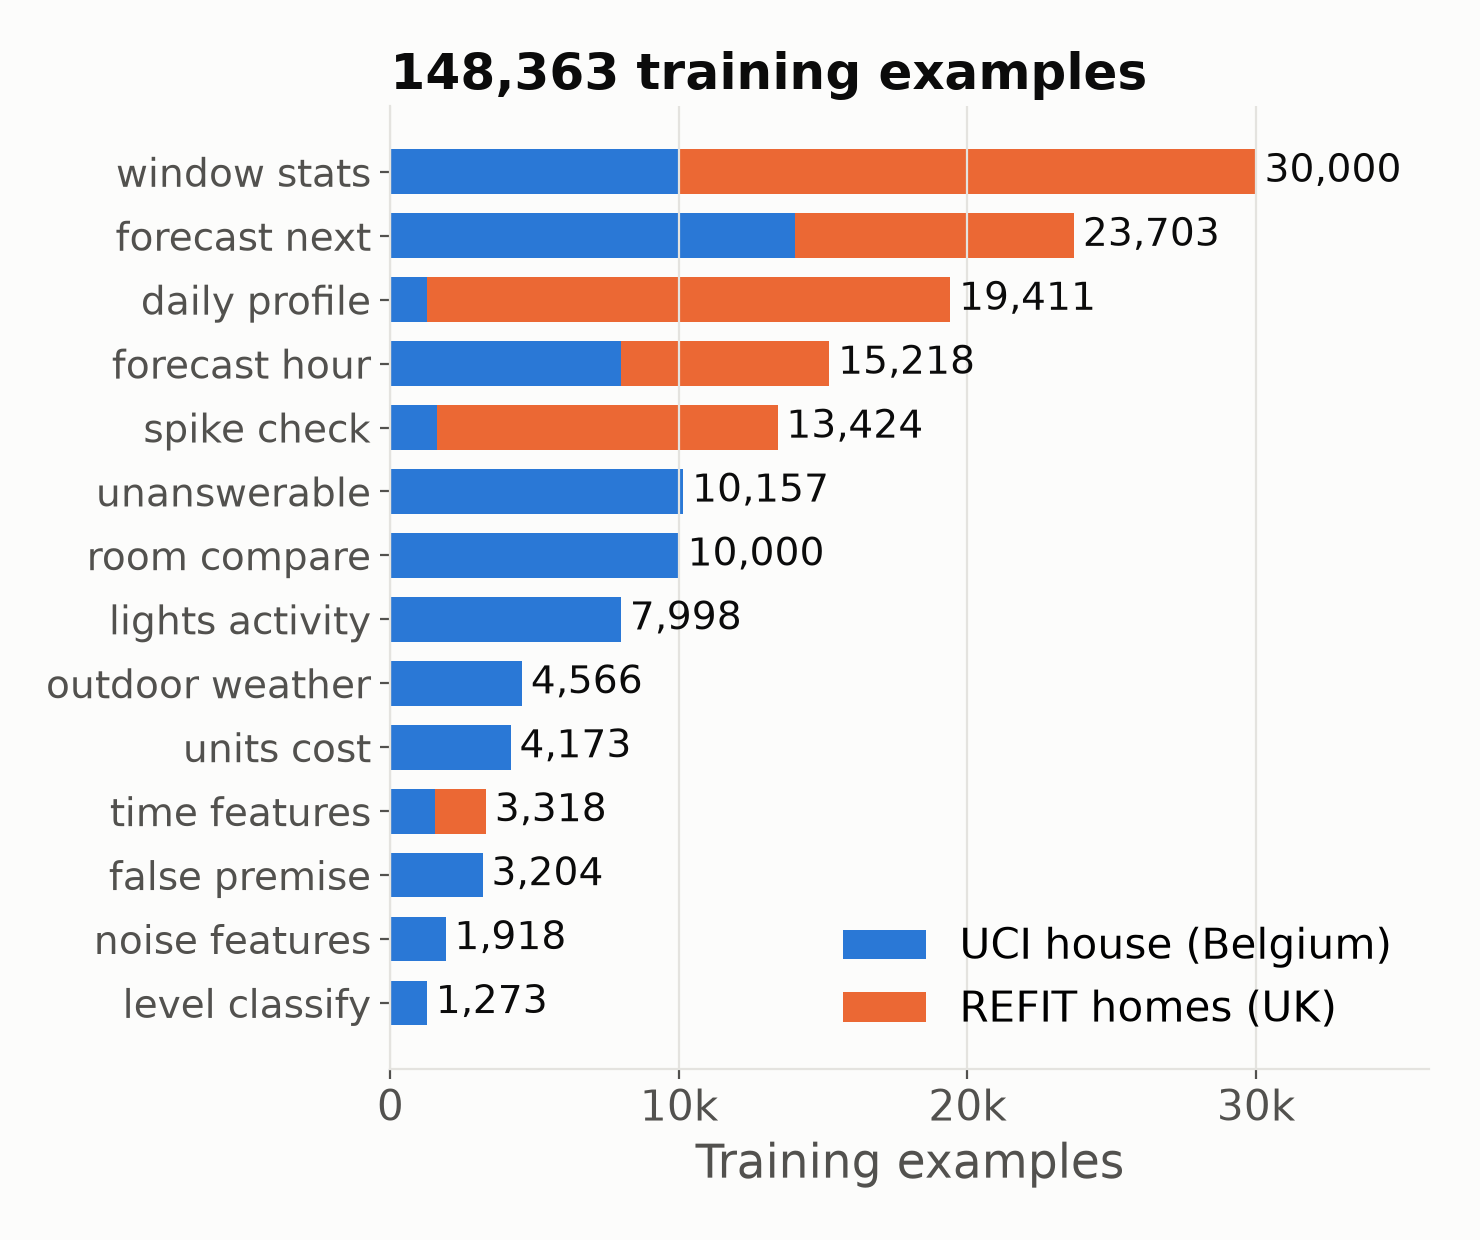 148,363 training examples
window stats 30,000
forecast next 23,703
daily profile 19,411
forecast hour 15,218
spike check 13,424
unanswerable 10,157
room compare 10,000
lights activity 7,998
outdoor weather 4,566
units cost 4,173
time features 3,318
false premise 3,204
noise features 1,918
level classify 1,273
UCI house (Belgium)
REFIT homes (UK)
0 10k 20k 30k
Training examples